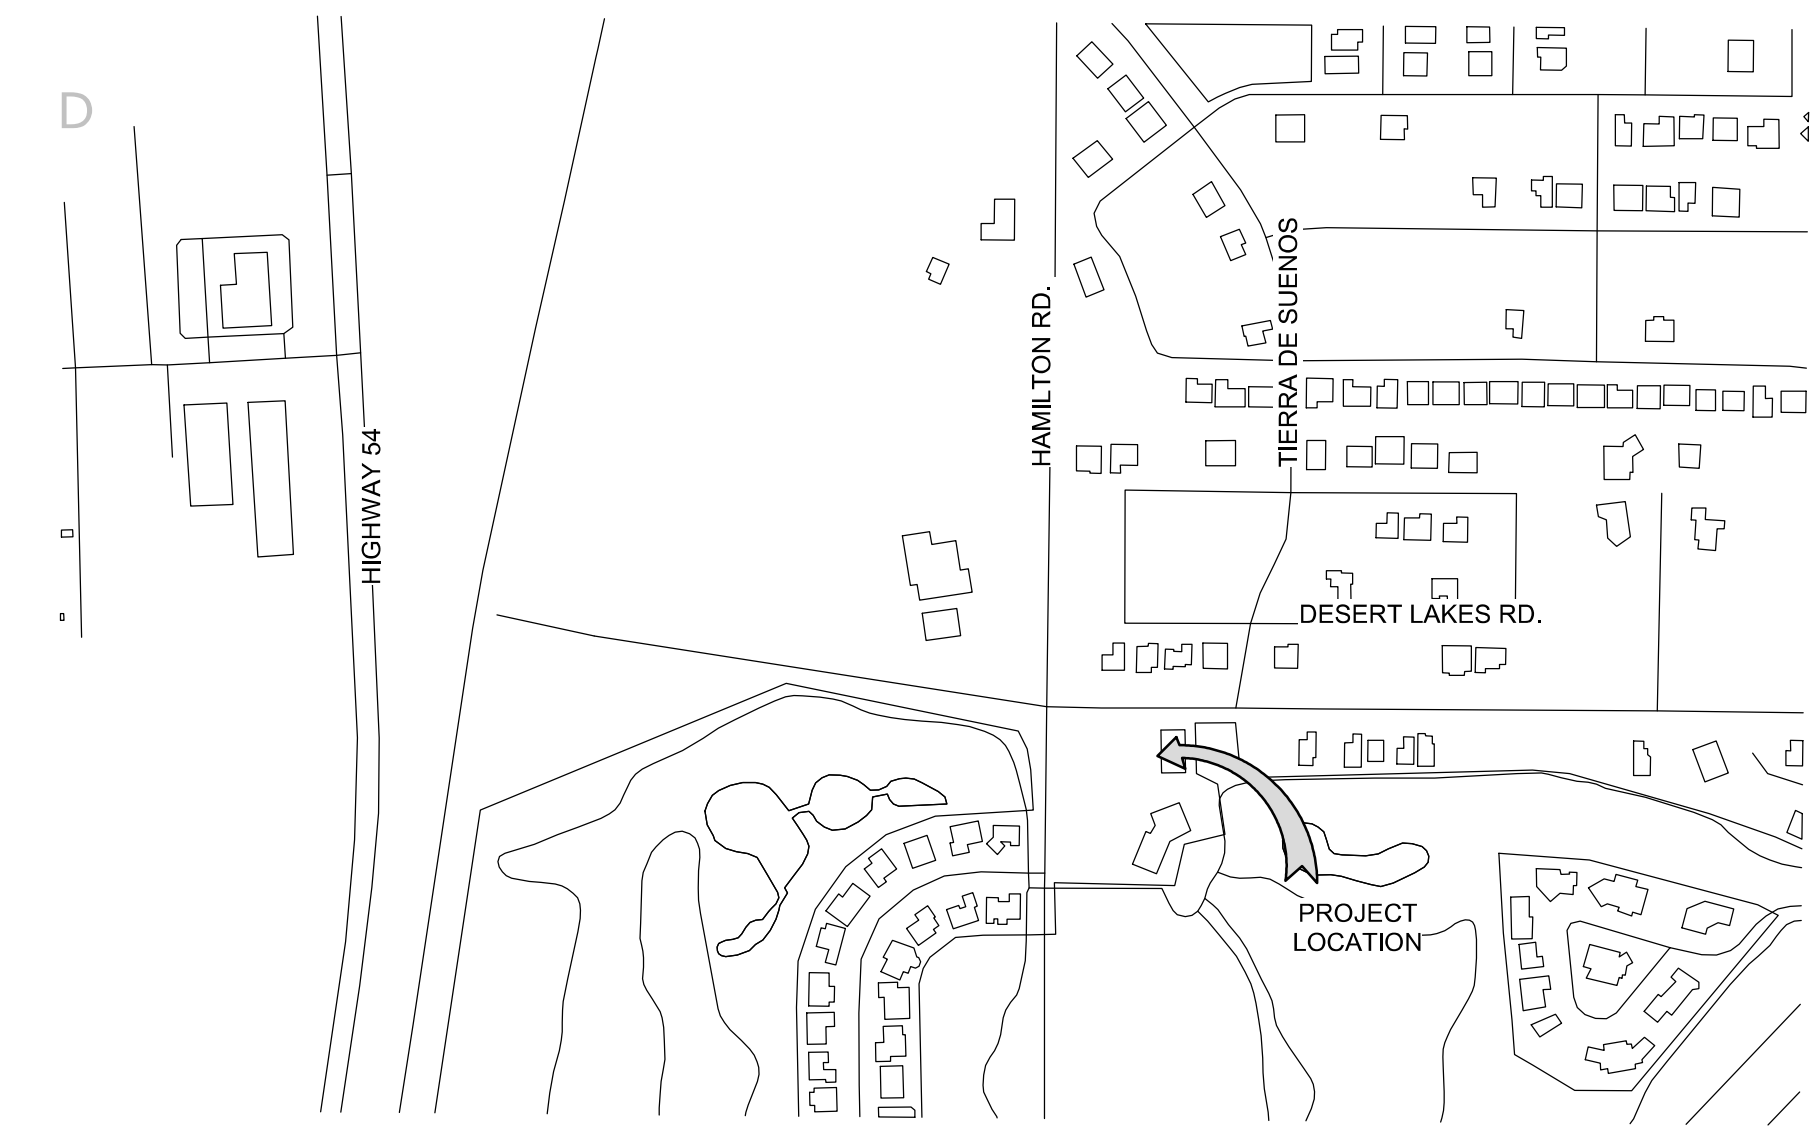 D
HIGHWAY 54
HAMILTON RD.
TIERRA DE SUENOS
DESERT LAKES RD.
PROJECT
LOCATION